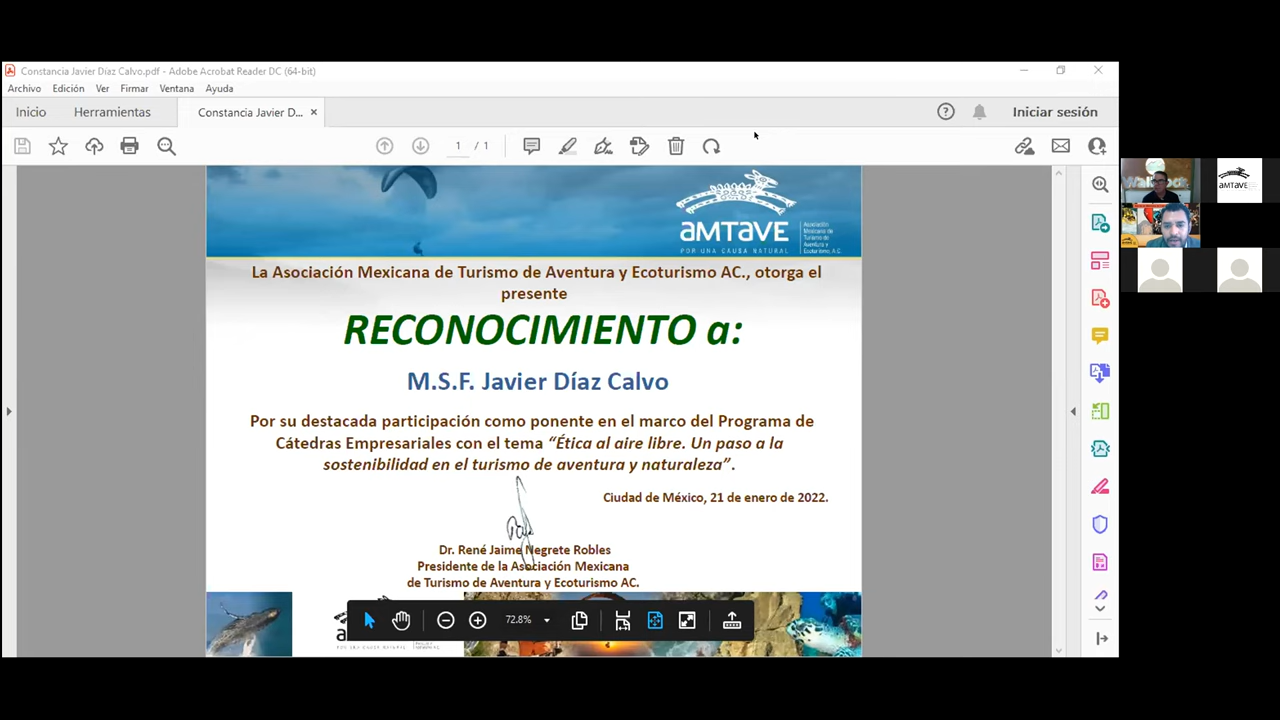 Constancia Javier Díaz Calvo.pdf - Adobe Acrobat Reader DC (64-bit)
Archivo Edición Ver Firmar Ventana Ayuda
Inicio Herramientas Constancia Javier D... Iniciar sesión
1 / 1
AMTAVE
Asociación
Mexicana de
Turismo de
Aventura y
Ecoturismo A.C.
POR UNA CAUSA NATURAL
La Asociación Mexicana de Turismo de Aventura y Ecoturismo AC., otorga el
presente
RECONOCIMIENTO a:
M.S.F. Javier Díaz Calvo
Por su destacada participación como ponente en el marco del Programa de
Cátedras Empresariales con el tema “Ética al aire libre. Un paso a la
sostenibilidad en el turismo de aventura y naturaleza”.
Ciudad de México, 21 de enero de 2022.
Dr. René Jaime Negrete Robles
Presidente de la Asociación Mexicana
de Turismo de Aventura y Ecoturismo AC.
72.8%
AMTAVE